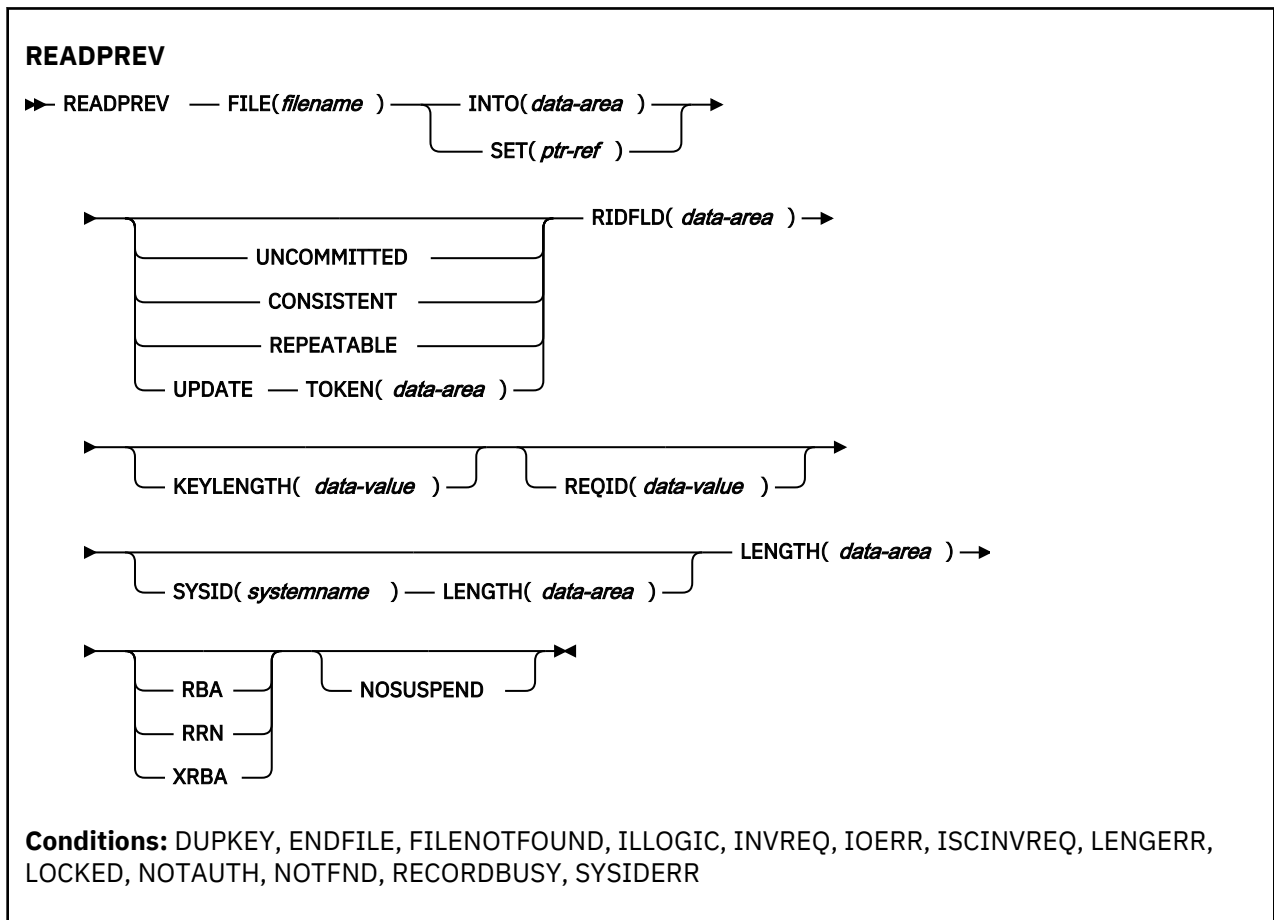 READPREV
READPREV FILE(filename ) INTO( data-area )
SET( ptr-ref )
RIDFLD( data-area )
UNCOMMITTED
CONSISTENT
REPEATABLE
UPDATE TOKEN( data-area )
KEYLENGTH( data-value ) REQID( data-value )
LENGTH( data-area )
SYSID( systemname ) LENGTH( data-area )
RBA NOSUSPEND
RRN
XRBA
Conditions: DUPKEY, ENDFILE, FILENOTFOUND, ILLOGIC, INVREQ, IOERR, ISCINVREQ, LENGERR,
LOCKED, NOTAUTH, NOTFND, RECORDBUSY, SYSIDERR